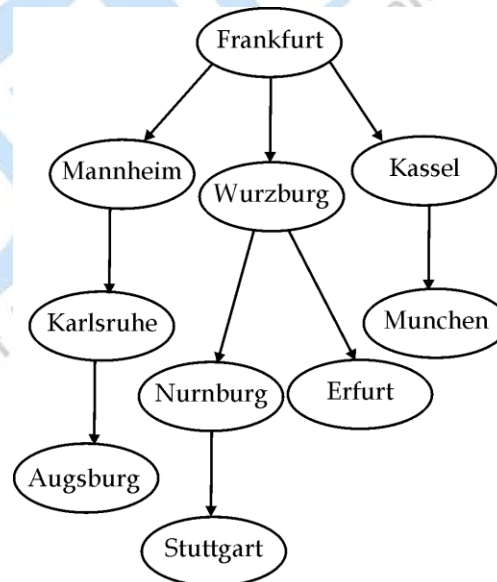 Frankfurt
Mannheim
Wurzburg
Kassel
Karlsruhe
Munchen
Nurnburg
Erfurt
Augsburg
Stuttgart